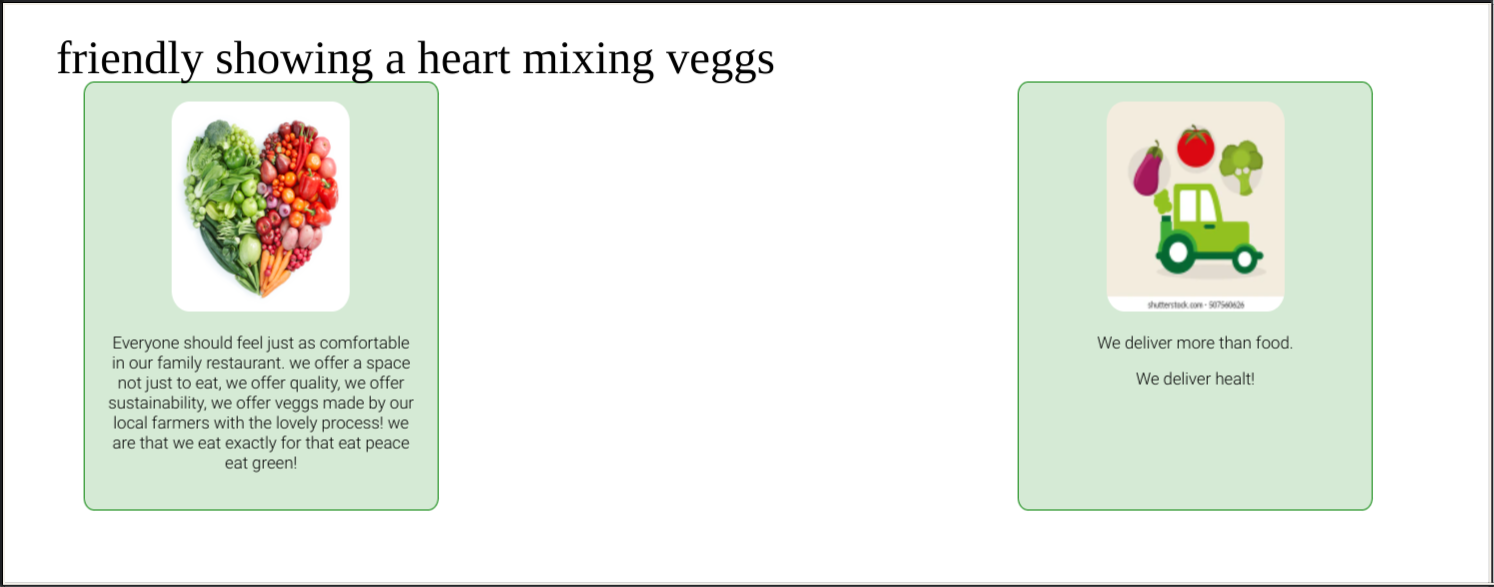 friendly showing a heart mixing veggs
Everyone should feel just as comfortable
in our family restaurant. we offer a space
not just to eat, we offer quality, we offer
sustainability, we offer veggs made by our
local farmers with the lovely process! we
are that we eat exactly for that eat peace
eat green!
shutterstock.com · 507560626
We deliver more than food.
We deliver healt!